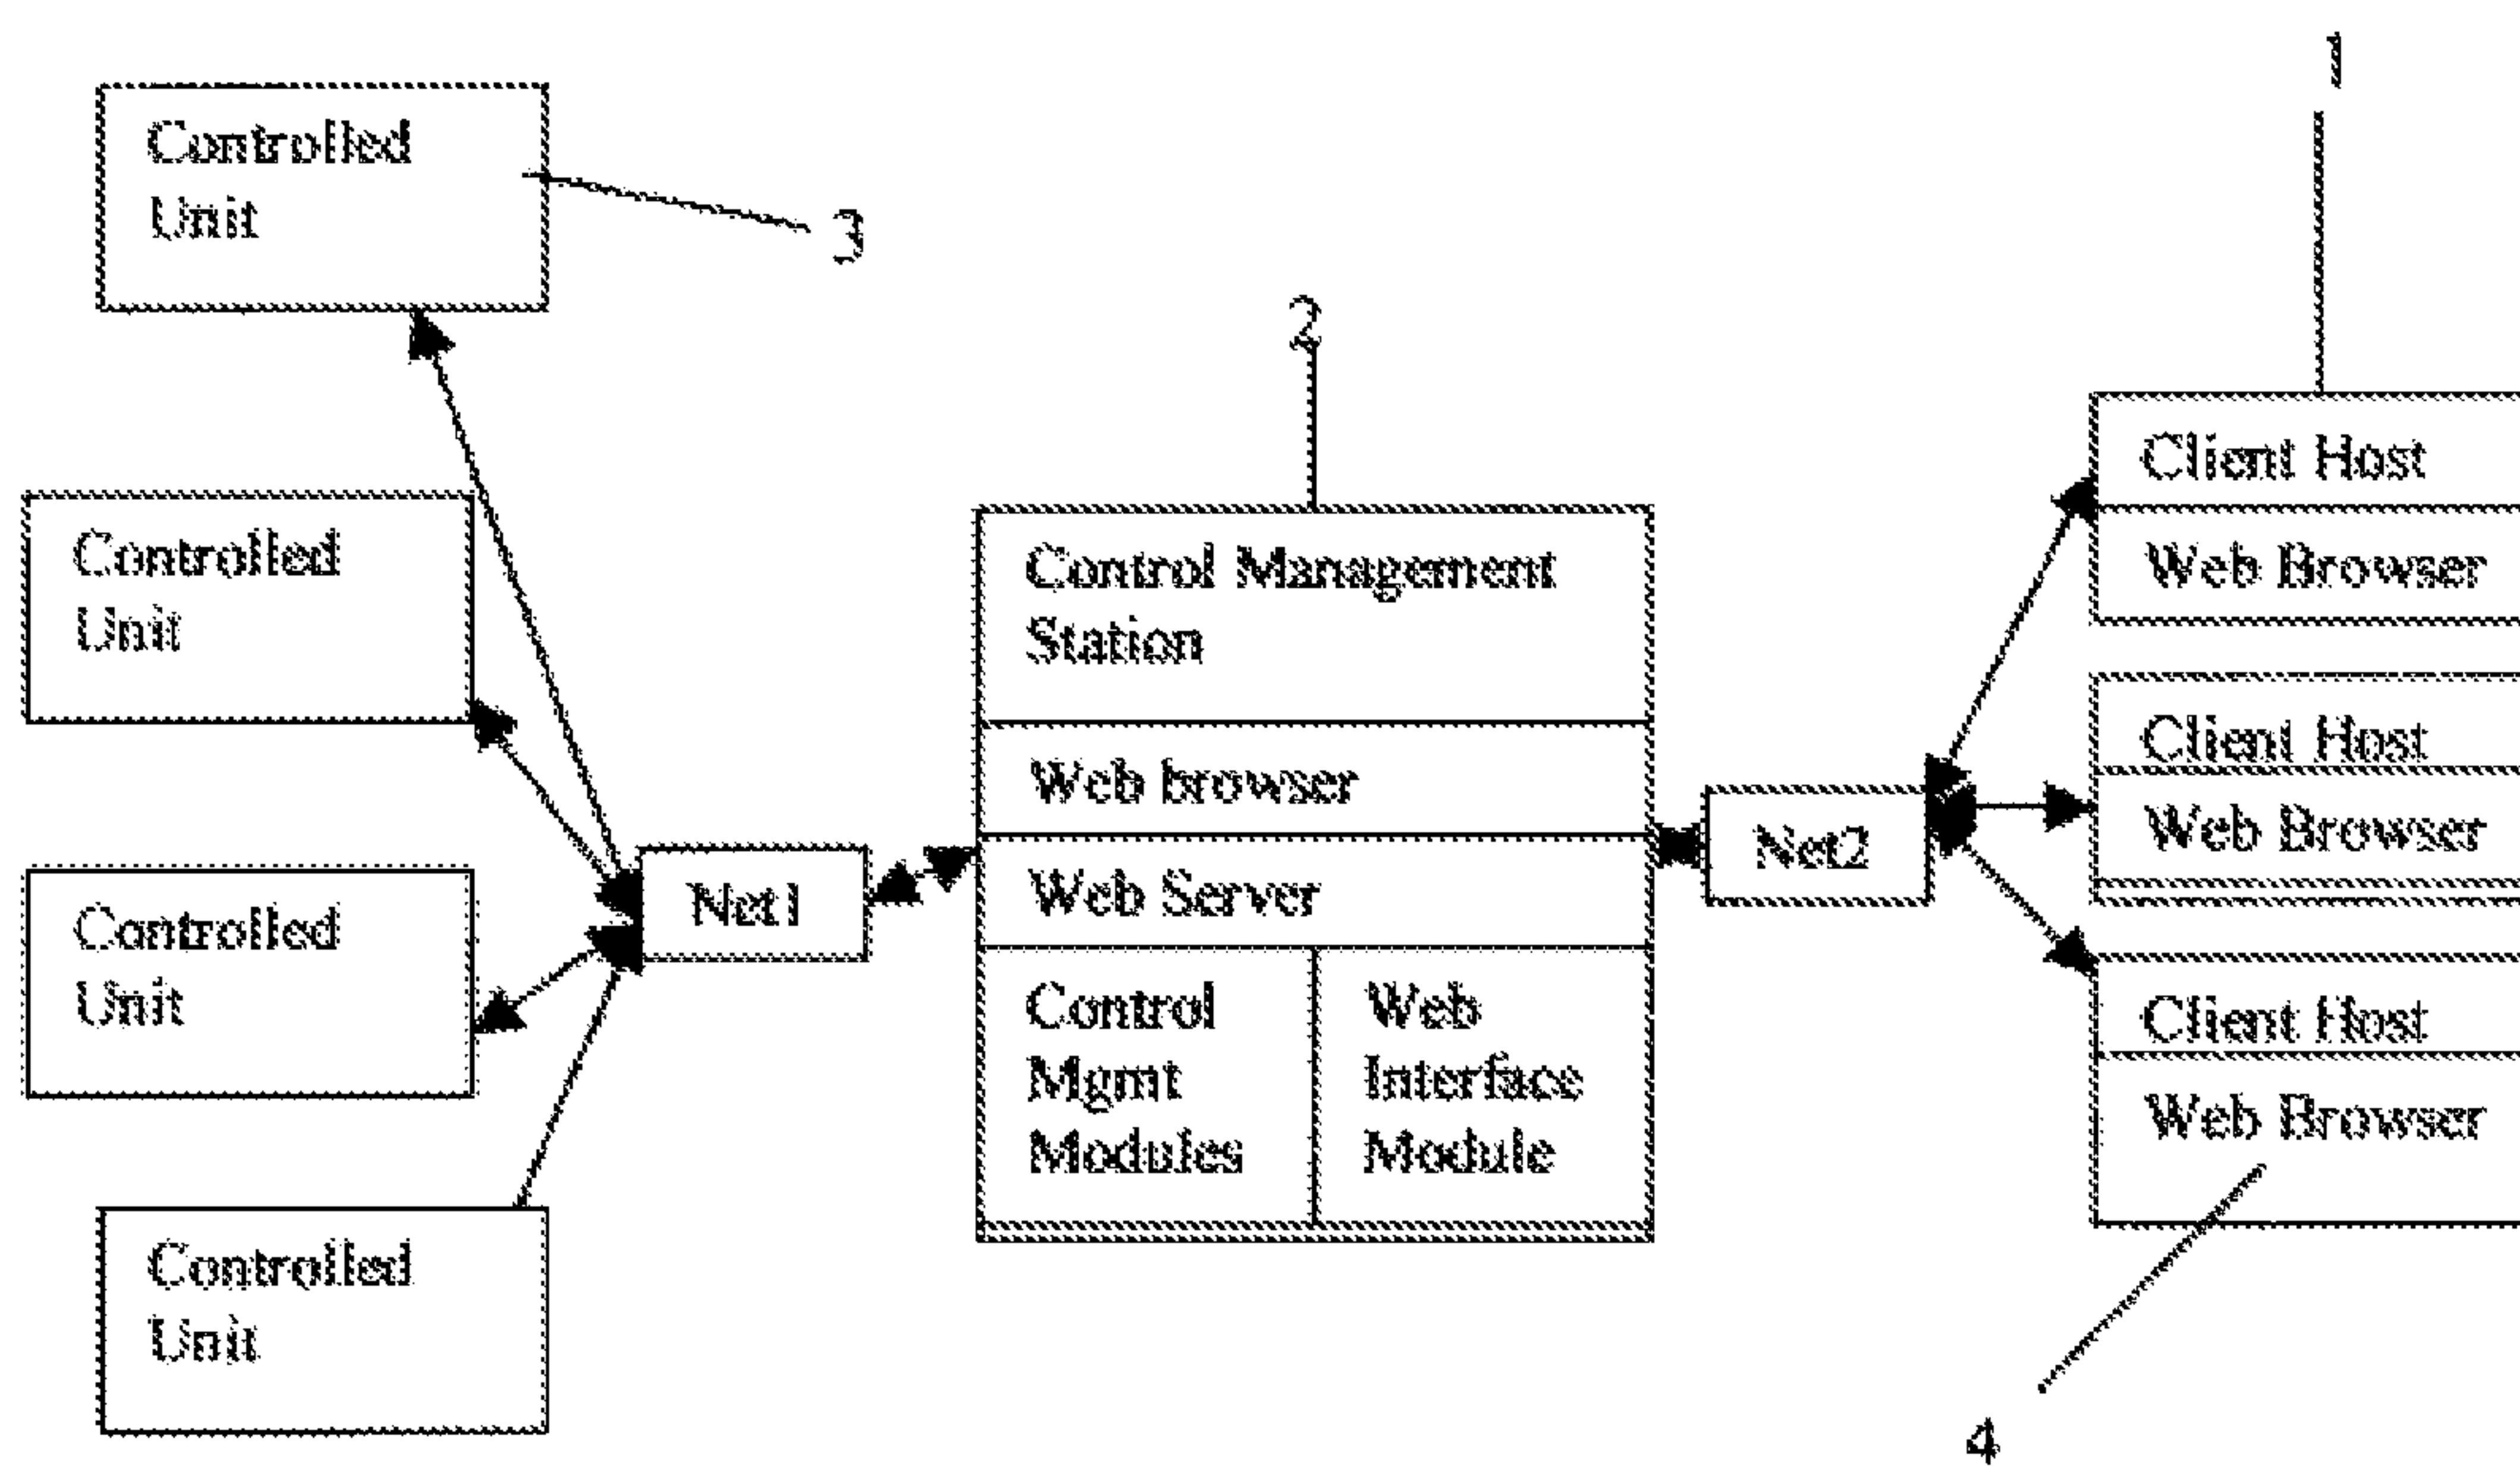 1
Controlled
Unit
3
2
Client Host
Web Browser
Controlled
Unit
Control Management
Station
Client Host
Web Browser
Web browser
Net2
Web Server
Net1
Controlled
Unit
Control
Mgmt
Modules
Web
Interface
Module
Client Host
Web Browser
Controlled
Unit
4